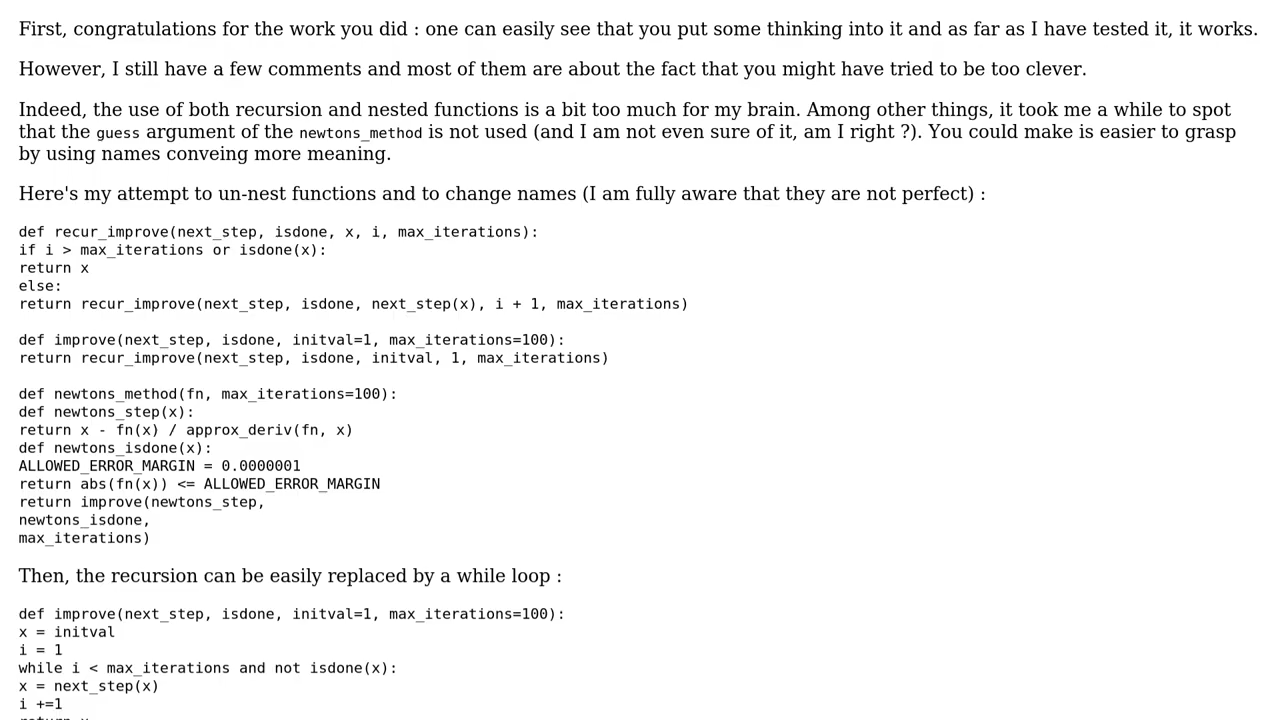 First, congratulations for the work you did : one can easily see that you put some thinking into it and as far as I have tested it, it works.
However, I still have a few comments and most of them are about the fact that you might have tried to be too clever.
Indeed, the use of both recursion and nested functions is a bit too much for my brain. Among other things, it took me a while to spot
that the guess argument of the newtons_method is not used (and I am not even sure of it, am I right ?). You could make is easier to grasp
by using names conveing more meaning.
Here's my attempt to un-nest functions and to change names (I am fully aware that they are not perfect) :
def recur_improve(next_step, isdone, x, i, max_iterations):
if i > max_iterations or isdone(x):
return x
else:
return recur_improve(next_step, isdone, next_step(x), i + 1, max_iterations)
def improve(next_step, isdone, initval=1, max_iterations=100):
return recur_improve(next_step, isdone, initval, 1, max_iterations)
def newtons_method(fn, max_iterations=100):
def newtons_step(x):
return x - fn(x) / approx_deriv(fn, x)
def newtons_isdone(x):
ALLOWED_ERROR_MARGIN = 0.0000001
return abs(fn(x)) <= ALLOWED_ERROR_MARGIN
return improve(newtons_step,
newtons_isdone,
max_iterations)
Then, the recursion can be easily replaced by a while loop :
def improve(next_step, isdone, initval=1, max_iterations=100):
x = initval
i = 1
while i < max_iterations and not isdone(x):
x = next_step(x)
i +=1